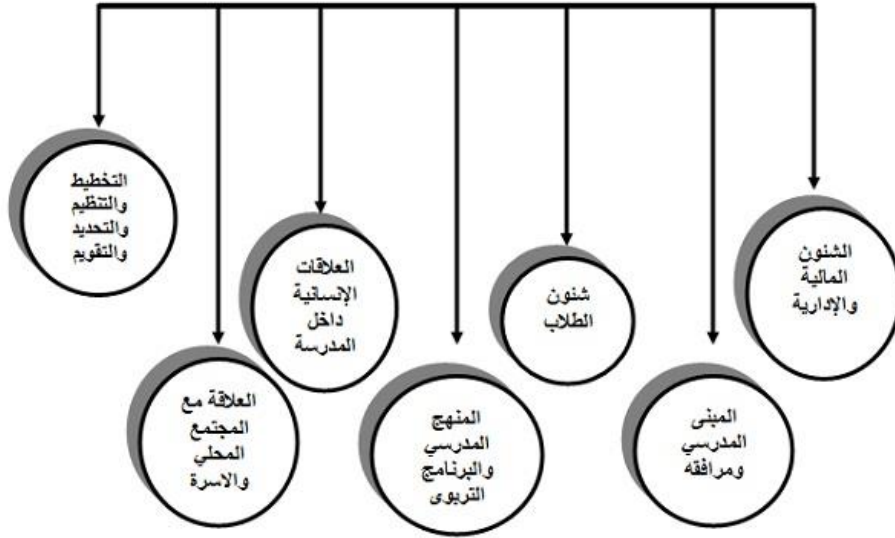 الشئون
المالية
والإدارية
المبنى
المدرسي
ومرافقه
شئون
الطلاب
المنهج
المدرسي
والبرنامج
التربوى
العلاقات
الإنسانية
داخل
المدرسة
العلاقة مع
المجتمع
المحلي
والاسرة
التخطيط
والتنظيم
والتحديد
والتقويم